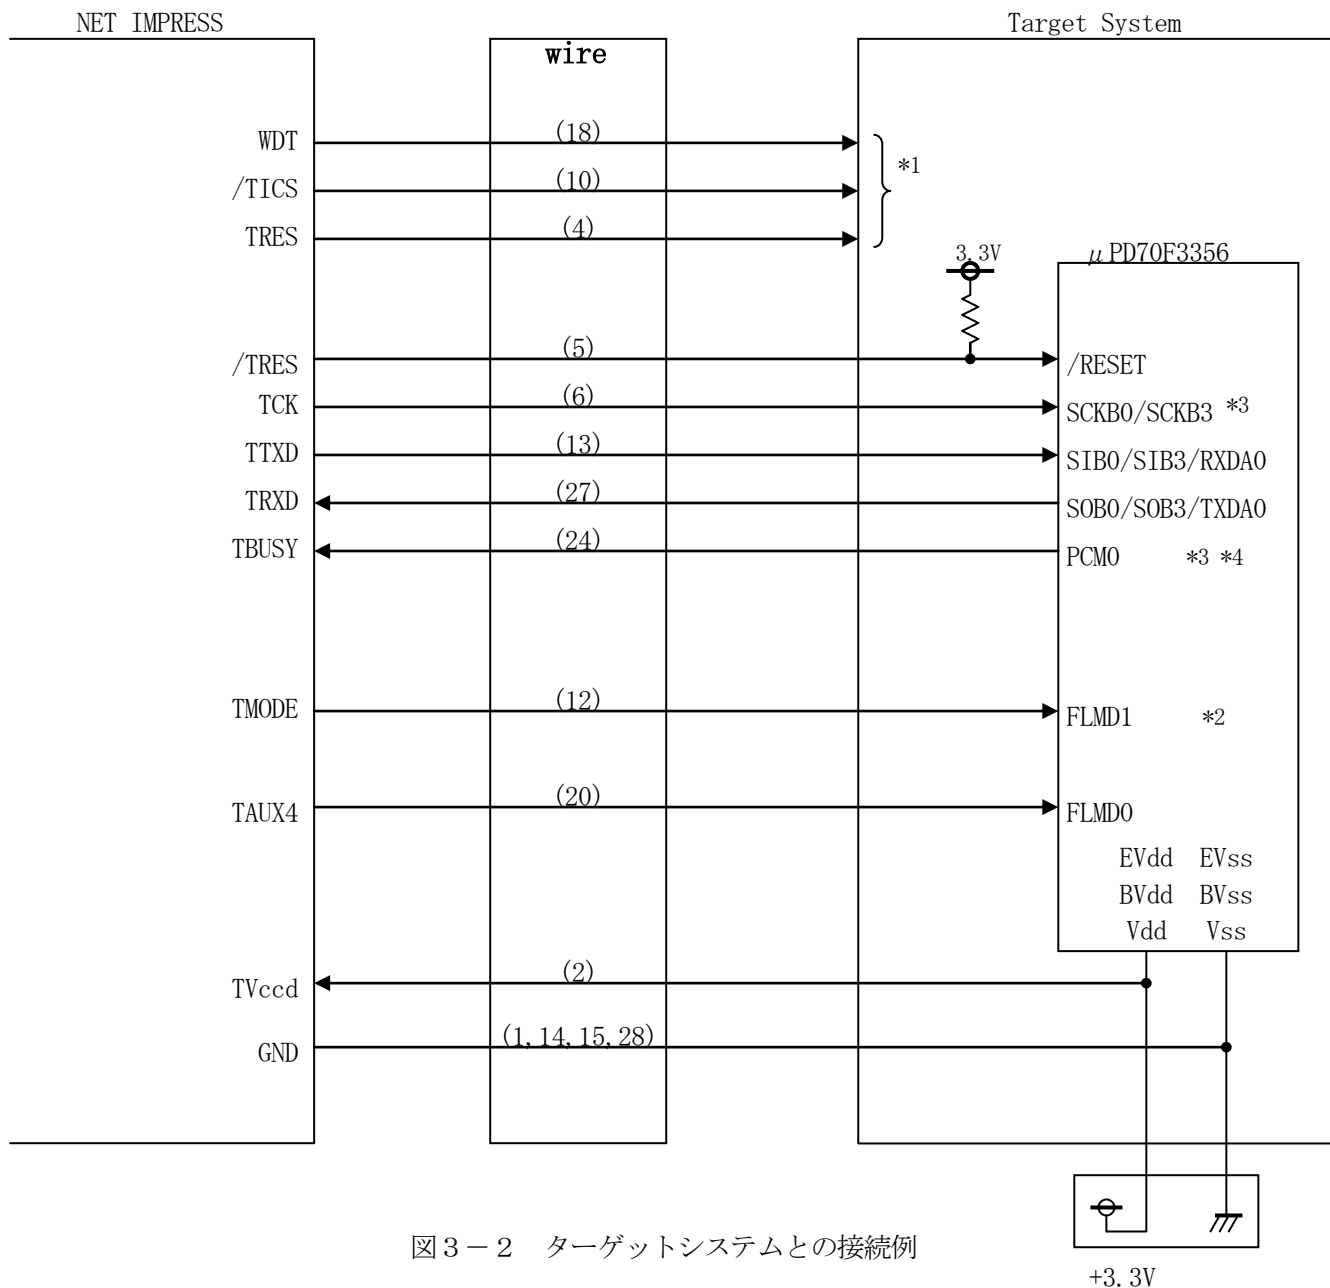 NET IMPRESS
Target System
wire
WDT (18)
*1
/TICS (10)
TRES (4)
3.3V
μPD70F3356
/TRES (5) /RESET
TCK (6) SCKB0/SCKB3 *3
TTXD (13) SIB0/SIB3/RXDA0
TRXD (27) SOB0/SOB3/TXDA0
TBUSY (24) PCM0 *3 *4
TMODE (12) FLMD1 *2
TAUX4 (20) FLMD0
EVdd EVss
BVdd BVss
Vdd Vss
TVccd (2)
GND (1,14,15,28)
図3-2 ターゲットシステムとの接続例
+3.3V